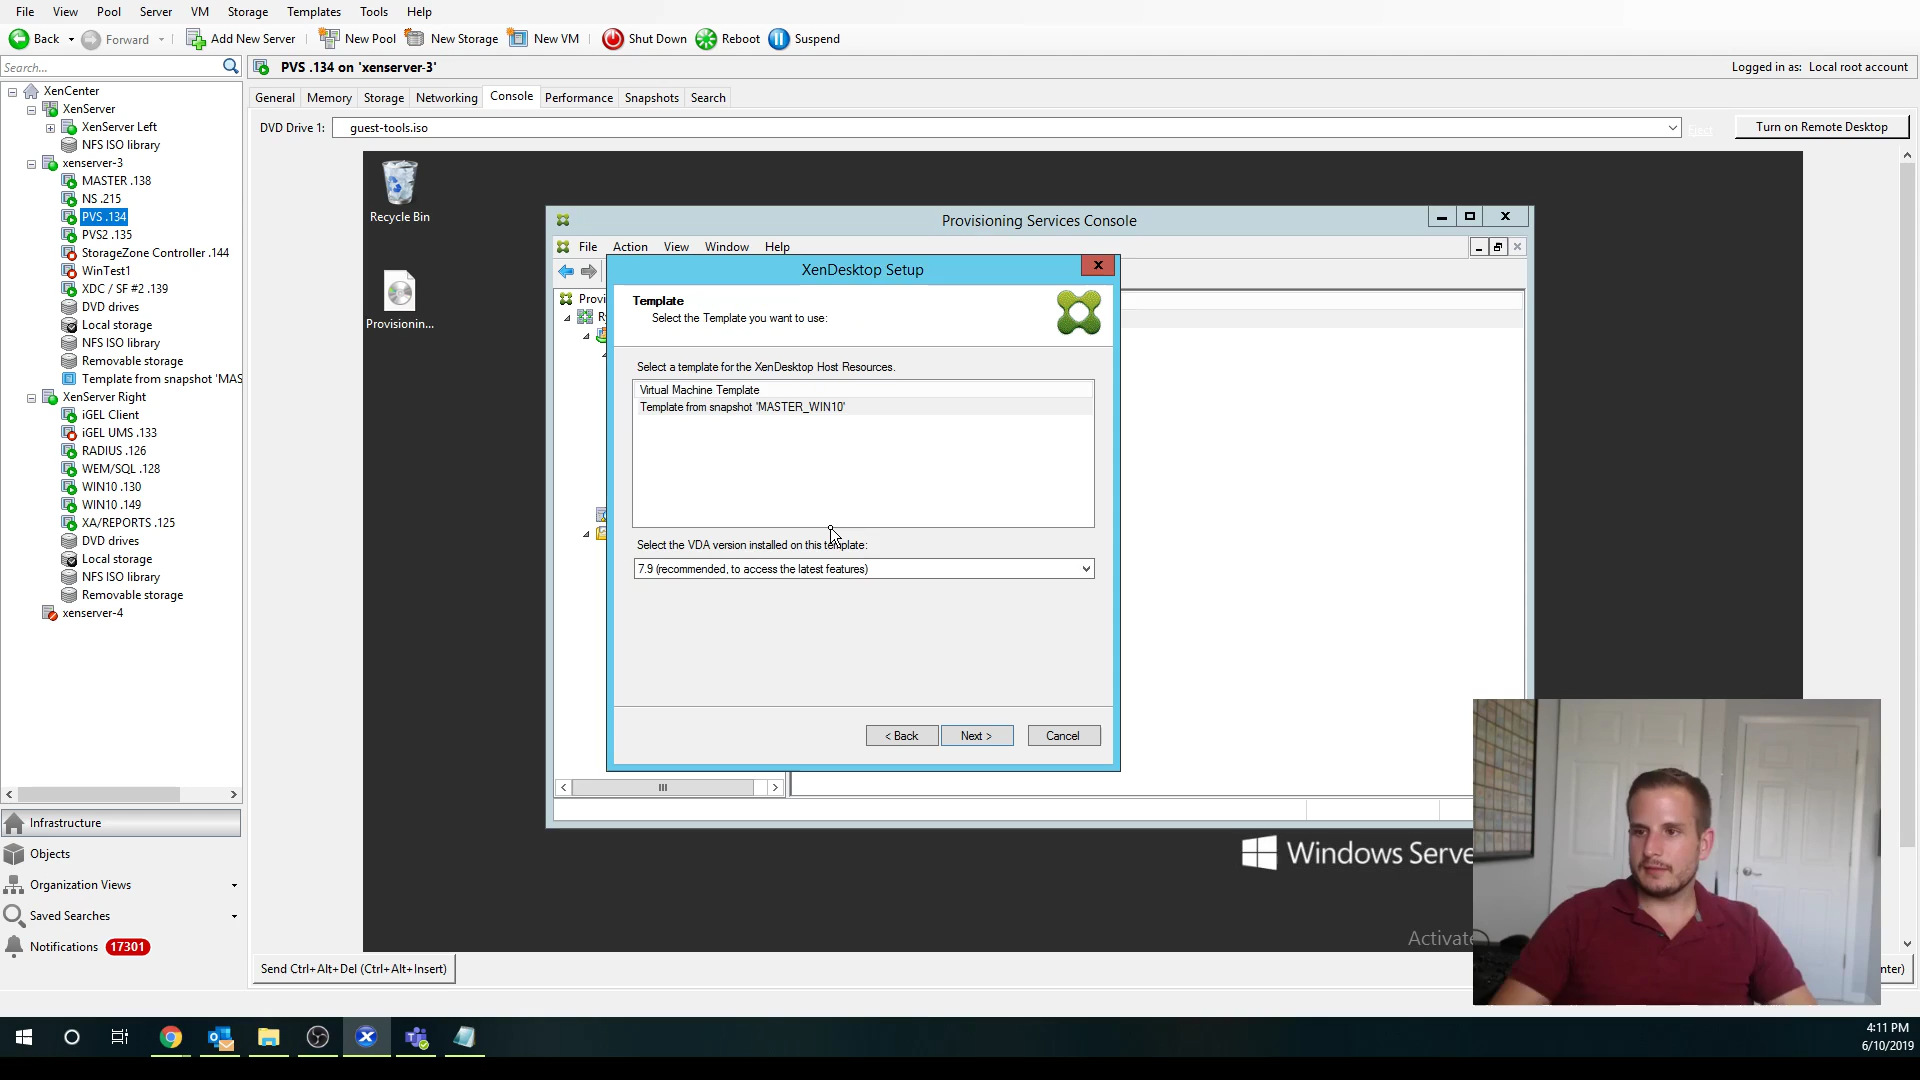 File View Pool Server VM Storage Templates Tools Help
Back Forward Add New Server New Pool New Storage New VM Shut Down Reboot Suspend
Search...
PVS .134 on 'xenserver-3'
Logged in as: Local root account
XenCenter
XenServer
XenServer Left
NFS ISO library
xenserver-3
MASTER .138
NS .215
PVS .134
PVS2 .135
StorageZone Controller .144
WinTest1
XDC / SF #2 .139
DVD drives
Local storage
NFS ISO library
Removable storage
Template from snapshot 'MAS
XenServer Right
iGEL Client
iGEL UMS .133
RADIUS .126
WEM/SQL .128
WIN10 .130
WIN10 .149
XA/REPORTS .125
DVD drives
Local storage
NFS ISO library
Removable storage
xenserver-4
Infrastructure
Objects
Organization Views
Saved Searches
Notifications 17301
General Memory Storage Networking Console Performance Snapshots Search
DVD Drive 1: guest-tools.iso Eject Turn on Remote Desktop
Recycle Bin
Provisionin...
Provisioning Services Console
File Action View Window Help
Provi
XenDesktop Setup
Template
Select the Template you want to use:
Select a template for the XenDesktop Host Resources.
Virtual Machine Template
Template from snapshot 'MASTER_WIN10'
Select the VDA version installed on this template:
7.9 (recommended, to access the latest features)
< Back Next > Cancel
Windows Serve
Activate
Send Ctrl+Alt+Del (Ctrl+Alt+Insert)
nter)
4:11 PM
6/10/2019